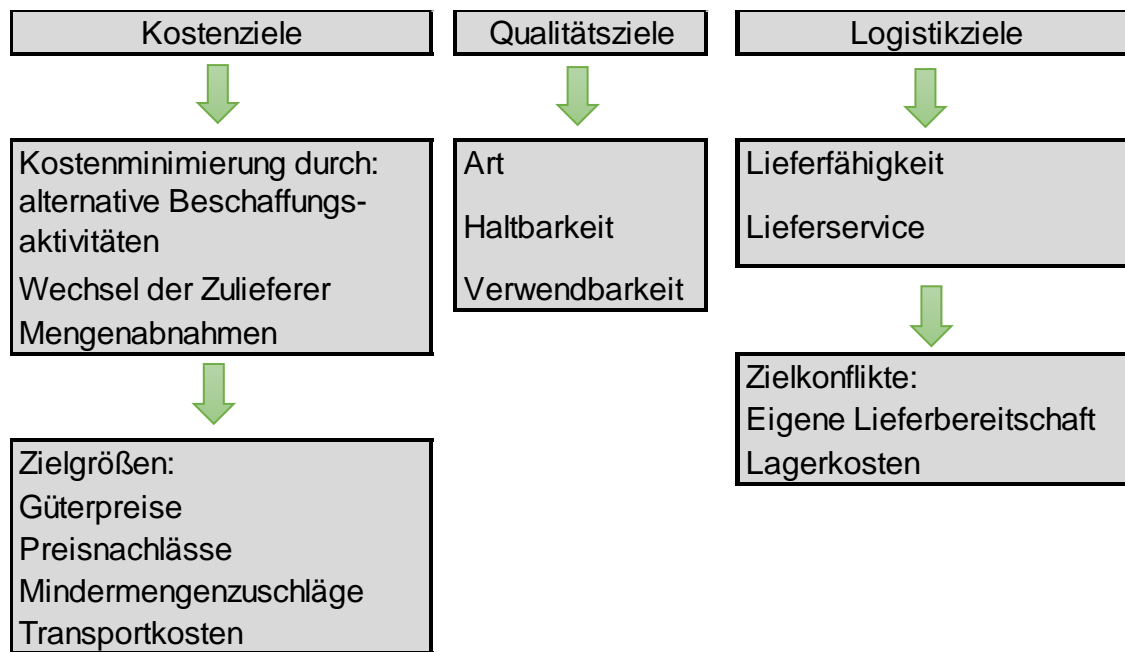 Kostenziele
Kostenminimierung durch:
alternative Beschaffungs-
aktivitäten
Wechsel der Zulieferer
Mengenabnahmen
Zielgrößen:
Güterpreise
Preisnachlässe
Mindermengenzuschläge
Transportkosten
Qualitätsziele
Art
Haltbarkeit
Verwendbarkeit
Logistikziele
Lieferfähigkeit
Lieferservice
Zielkonflikte:
Eigene Lieferbereitschaft
Lagerkosten